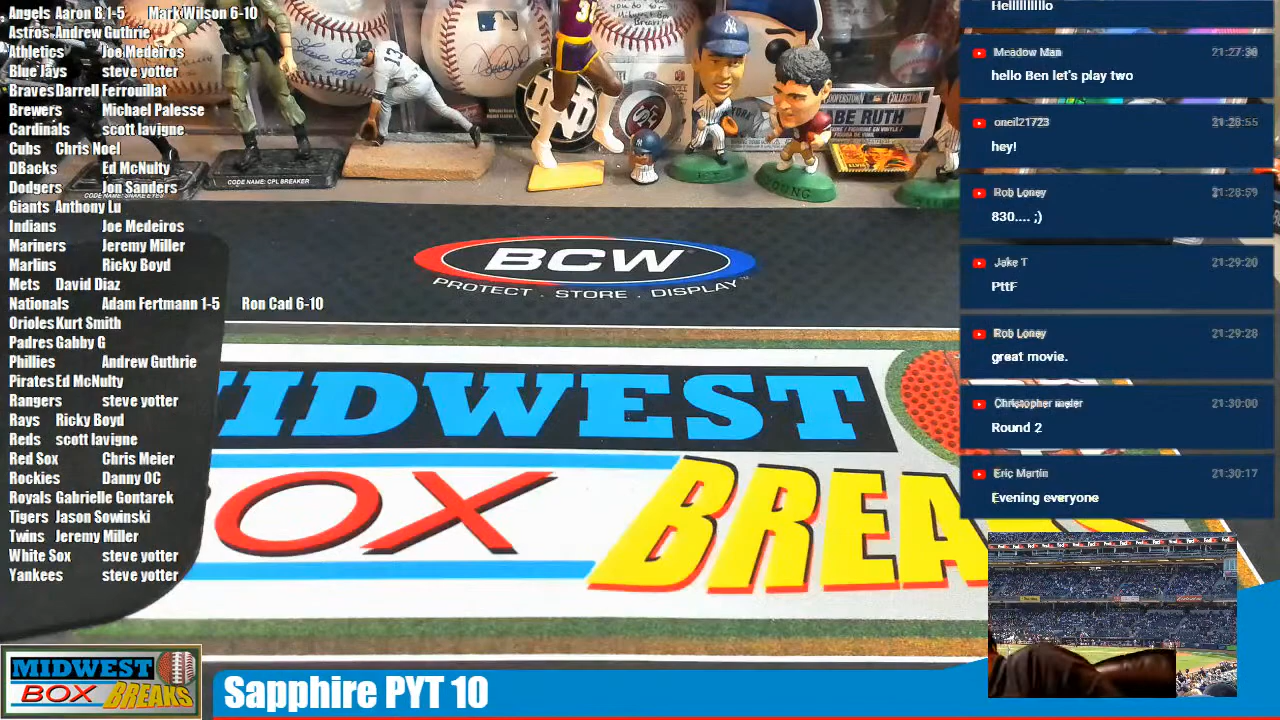 Angels Aaron B 1-5 Mark Wilson 6-10
Astros Andrew Guthrie
Athletics Joe Medeiros
Blue Jays steve yotter
Braves Darrell Ferrouillat
Brewers Michael Palesse
Cardinals scott lavigne
Cubs Chris Noel
DBacks Ed McNulty
Dodgers Jon Sanders
Giants Anthony Lu
Indians Joe Medeiros
Mariners Jeremy Miller
Marlins Ricky Boyd
Mets David Diaz
Nationals Adam Fertmann 1-5 Ron Cad 6-10
Orioles Kurt Smith
Padres Gabby G
Phillies Andrew Guthrie
Pirates Ed McNulty
Rangers steve yotter
Rays Ricky Boyd
Reds scott lavigne
Red Sox Chris Meier
Rockies Danny OC
Royals Gabrielle Gontarek
Tigers Jason Sowinski
Twins Jeremy Miller
White Sox steve yotter
Yankees steve yotter
CODE NAME: CPL BREAKER
COOPERSTOWN COLLECTION
BABE RUTH
YOUNG
BCW
PROTECT . STORE . DISPLAY
MIDWEST
BOX BREA
Hellllllllllo
Meadow Man 21:27:30
hello Ben let's play two
oneil21723 21:28:55
hey!
Rob Loney 21:28:59
830.... ;)
Jake T 21:29:20
PttF
Rob Loney 21:29:28
great movie.
Christopher meier 21:30:00
Round 2
Eric Martin 21:30:17
Evening everyone
MIDWEST
BOX BREAKS
Sapphire PYT 10